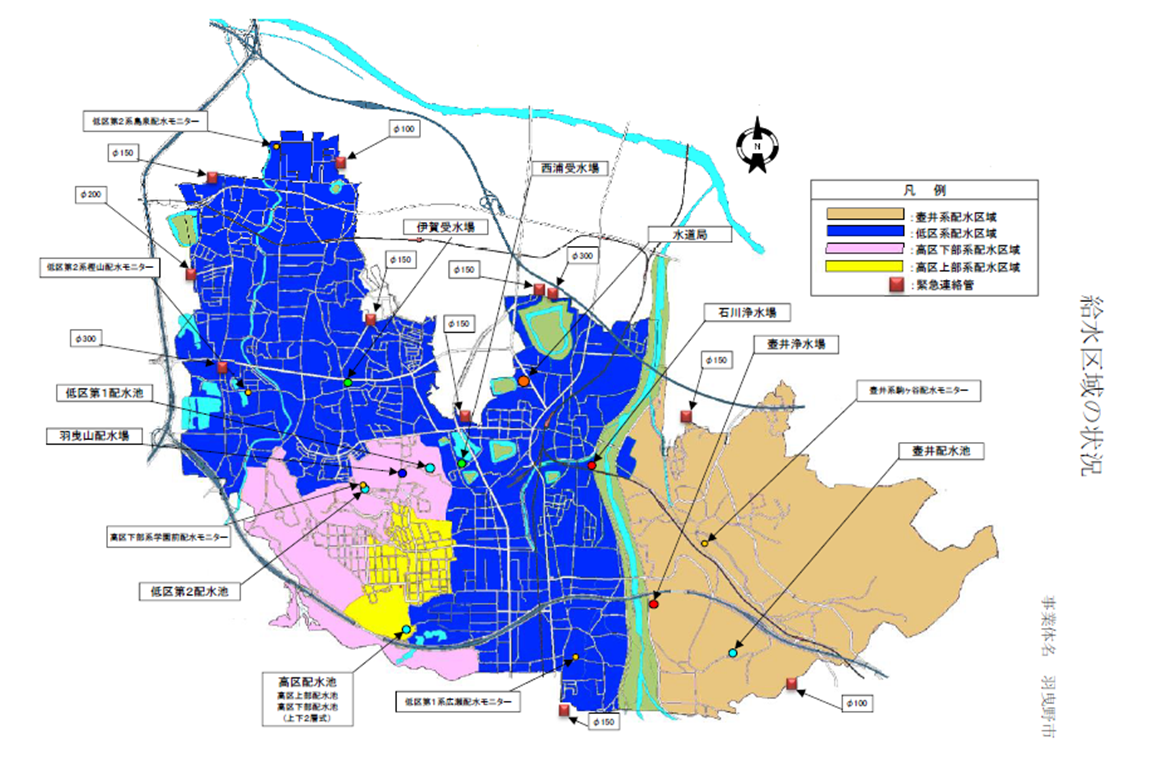 低区第2系島泉配水モニター
φ100
φ150
西浦受水場
φ200
伊賀受水場
水道局
低区第2系樫山配水モニター
φ150
φ150
φ300
N
凡 例
：壷井系配水区域
：低区系配水区域
：高区下部系配水区域
：高区上部系配水区域
：緊急連絡管
給水区域の状況
φ300
φ150
石川浄水場
壷井浄水場
φ150
低区第1配水池
壷井系駒ヶ谷配水モニター
羽曳山配水場
壷井配水池
高区下部系学園前配水モニター
低区第2配水池
高区配水池
高区上部配水池
高区下部配水池
（上下2層式）
低区第1系広瀬配水モニター
φ150
φ100
事業体名 羽曳野市